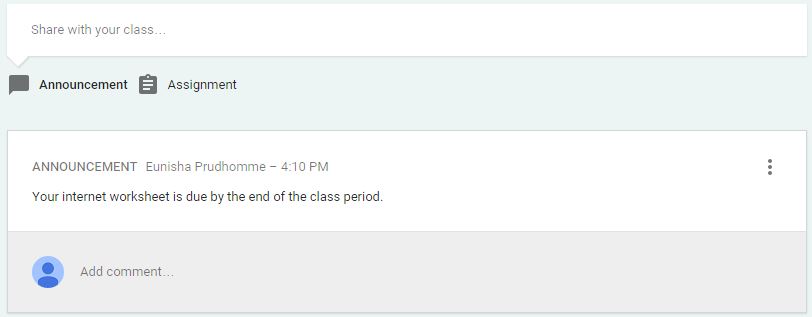 Share with your class...
Announcement Assignment
ANNOUNCEMENT Eunisha Prudhomme – 4:10 PM
Your internet worksheet is due by the end of the class period.
Add comment...